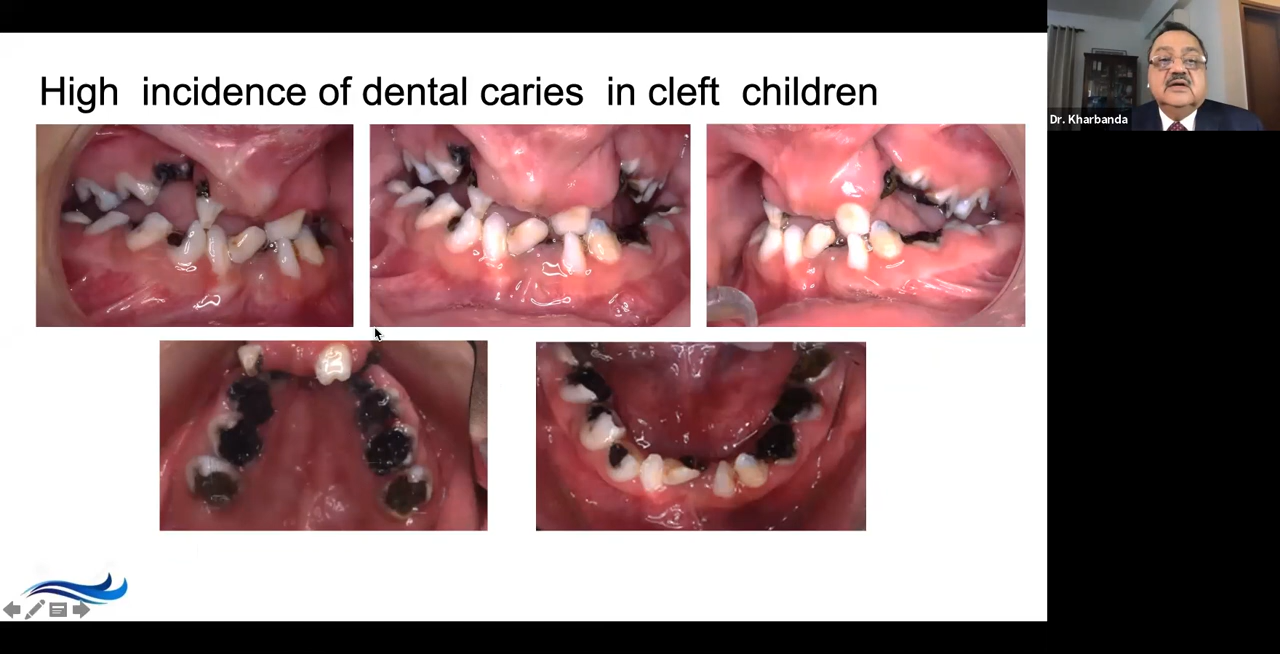 High incidence of dental caries in cleft children
Dr. Kharbanda